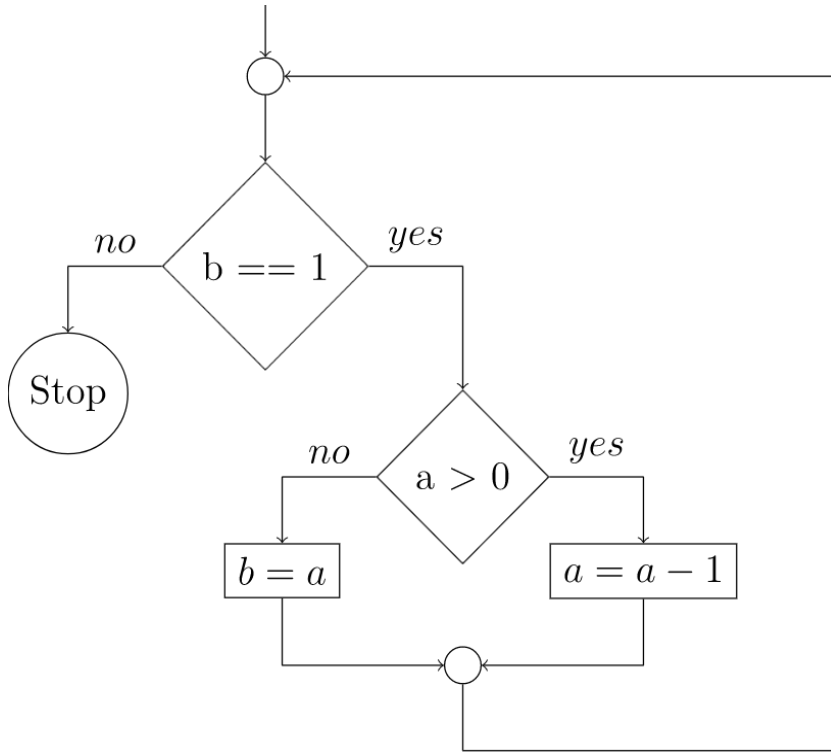 no
yes
b == 1
Stop
no
yes
a > 0
b = a
a = a − 1